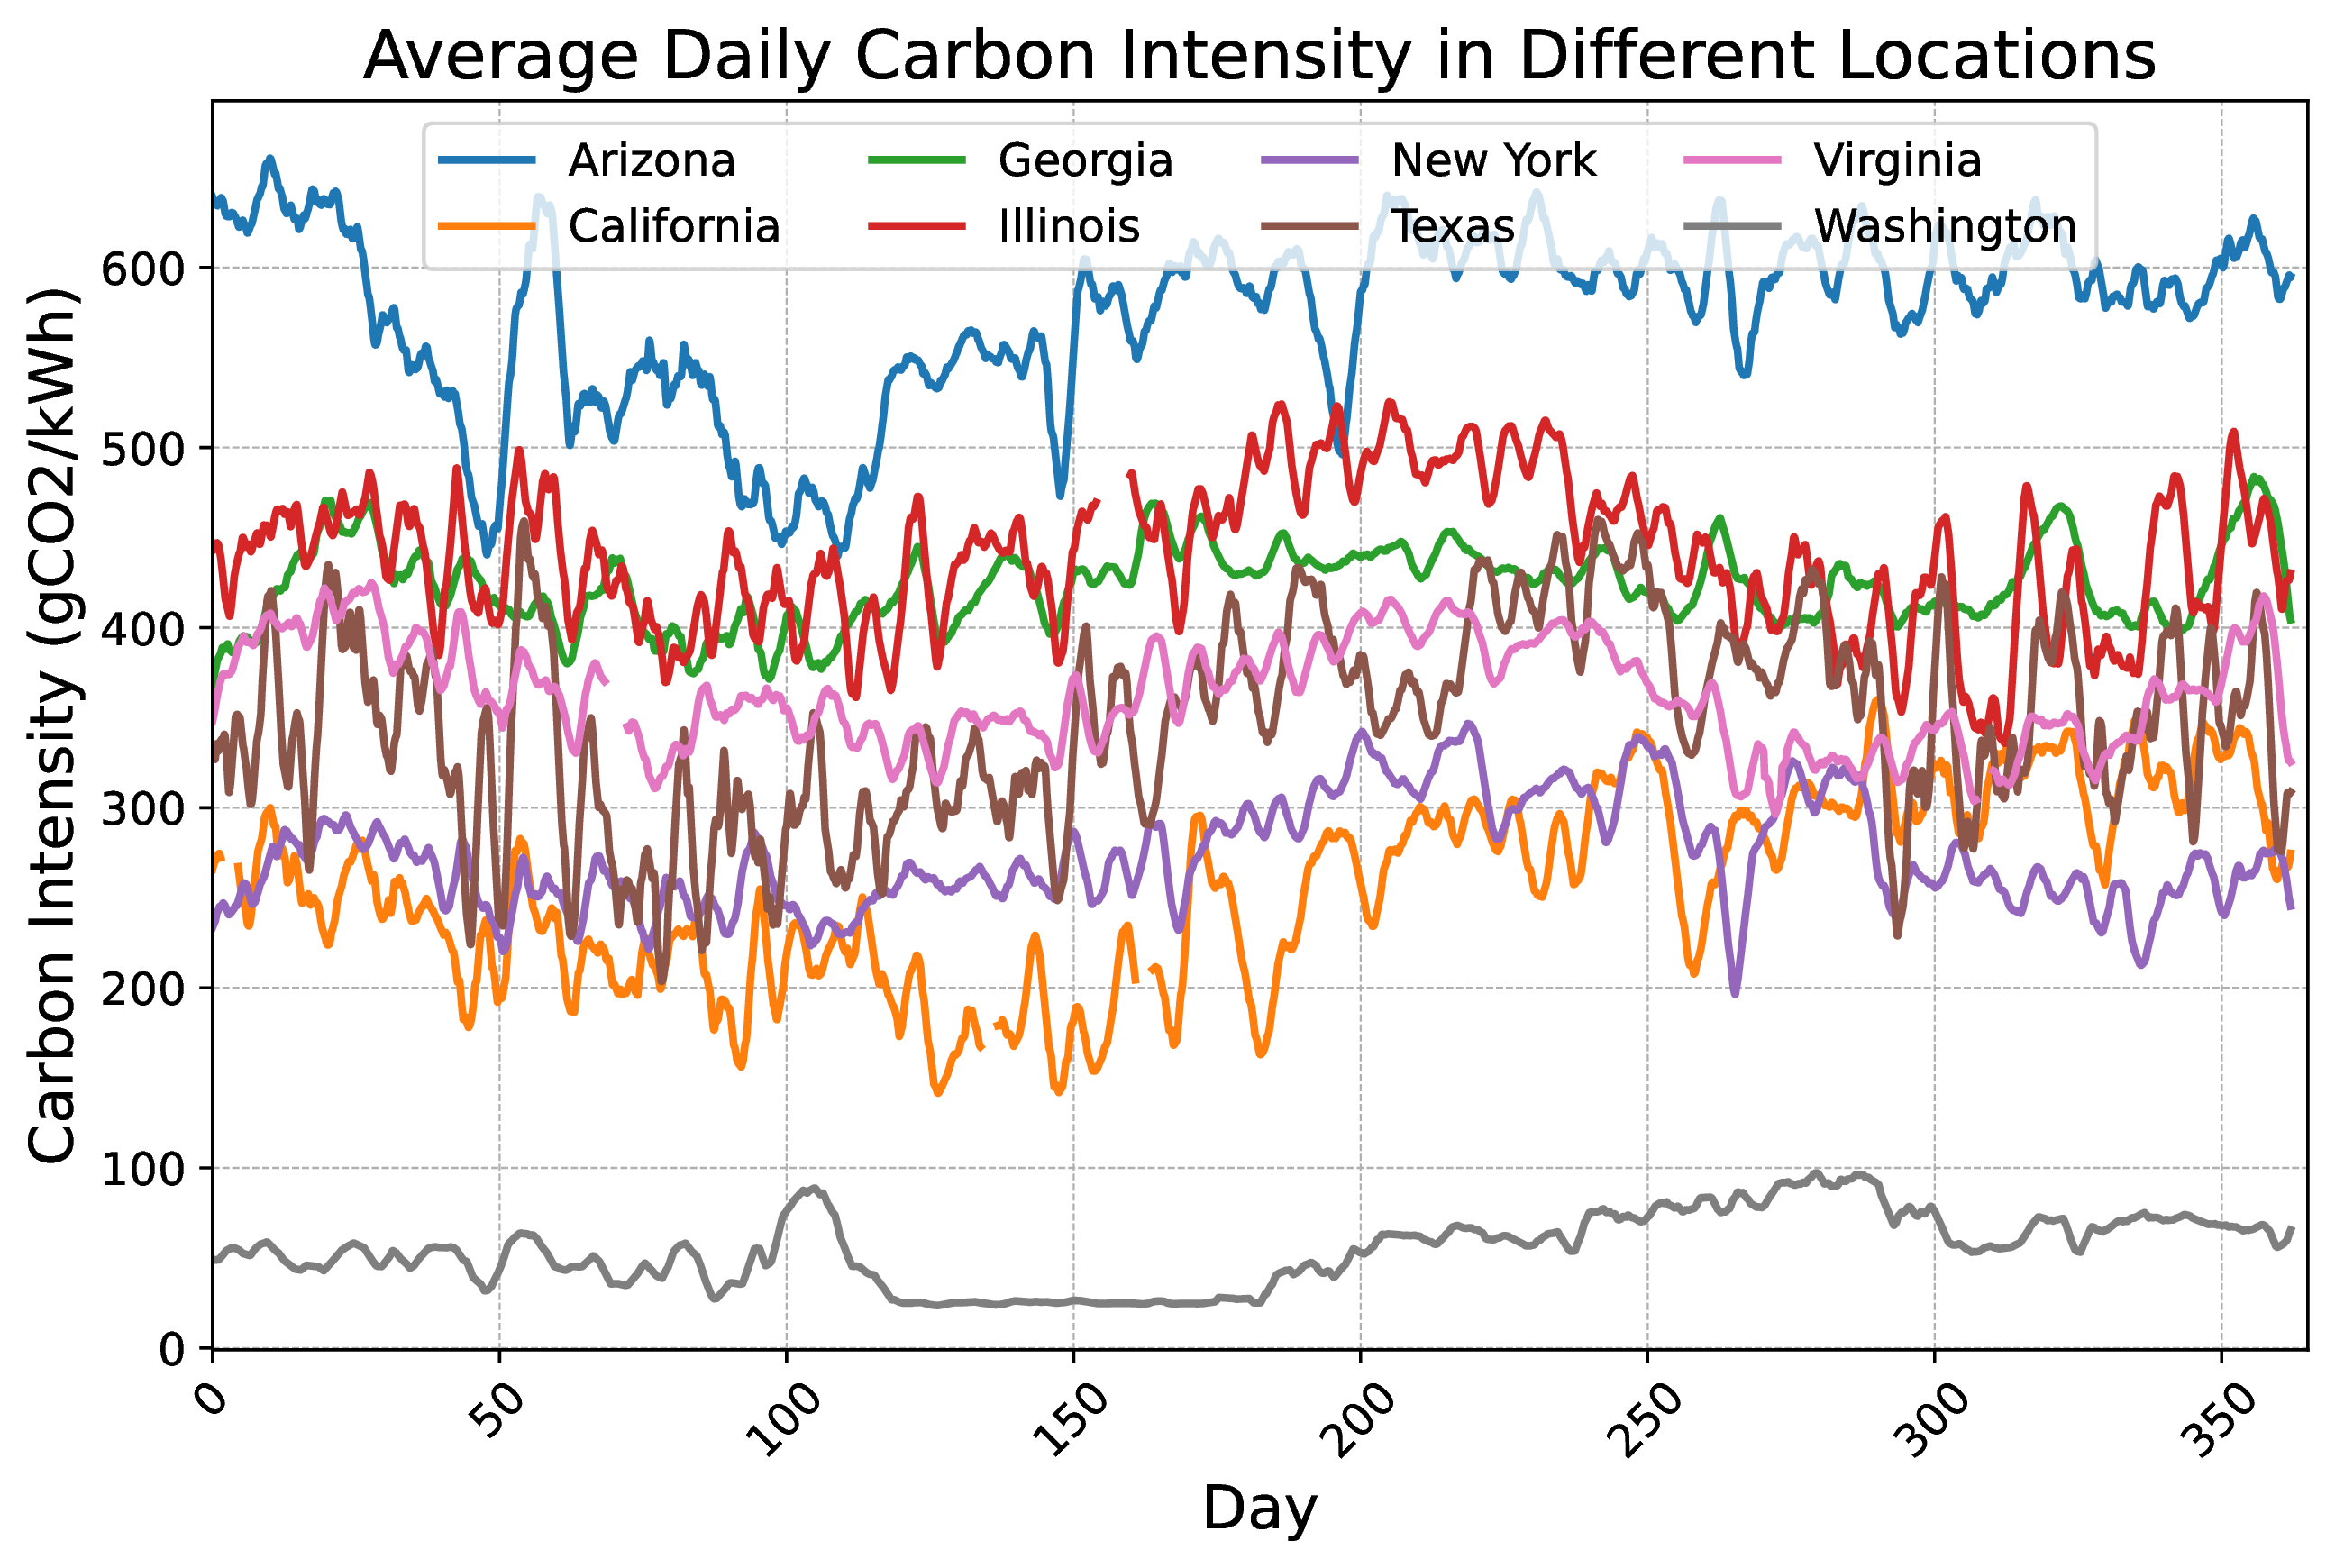 Average Daily Carbon Intensity in Different Locations
Arizona Georgia New York Virginia
California Illinois Texas Washington
Carbon Intensity (gCO2/kWh)
600
500
400
300
200
100
0
0 50 100 150 200 250 300 350
Day